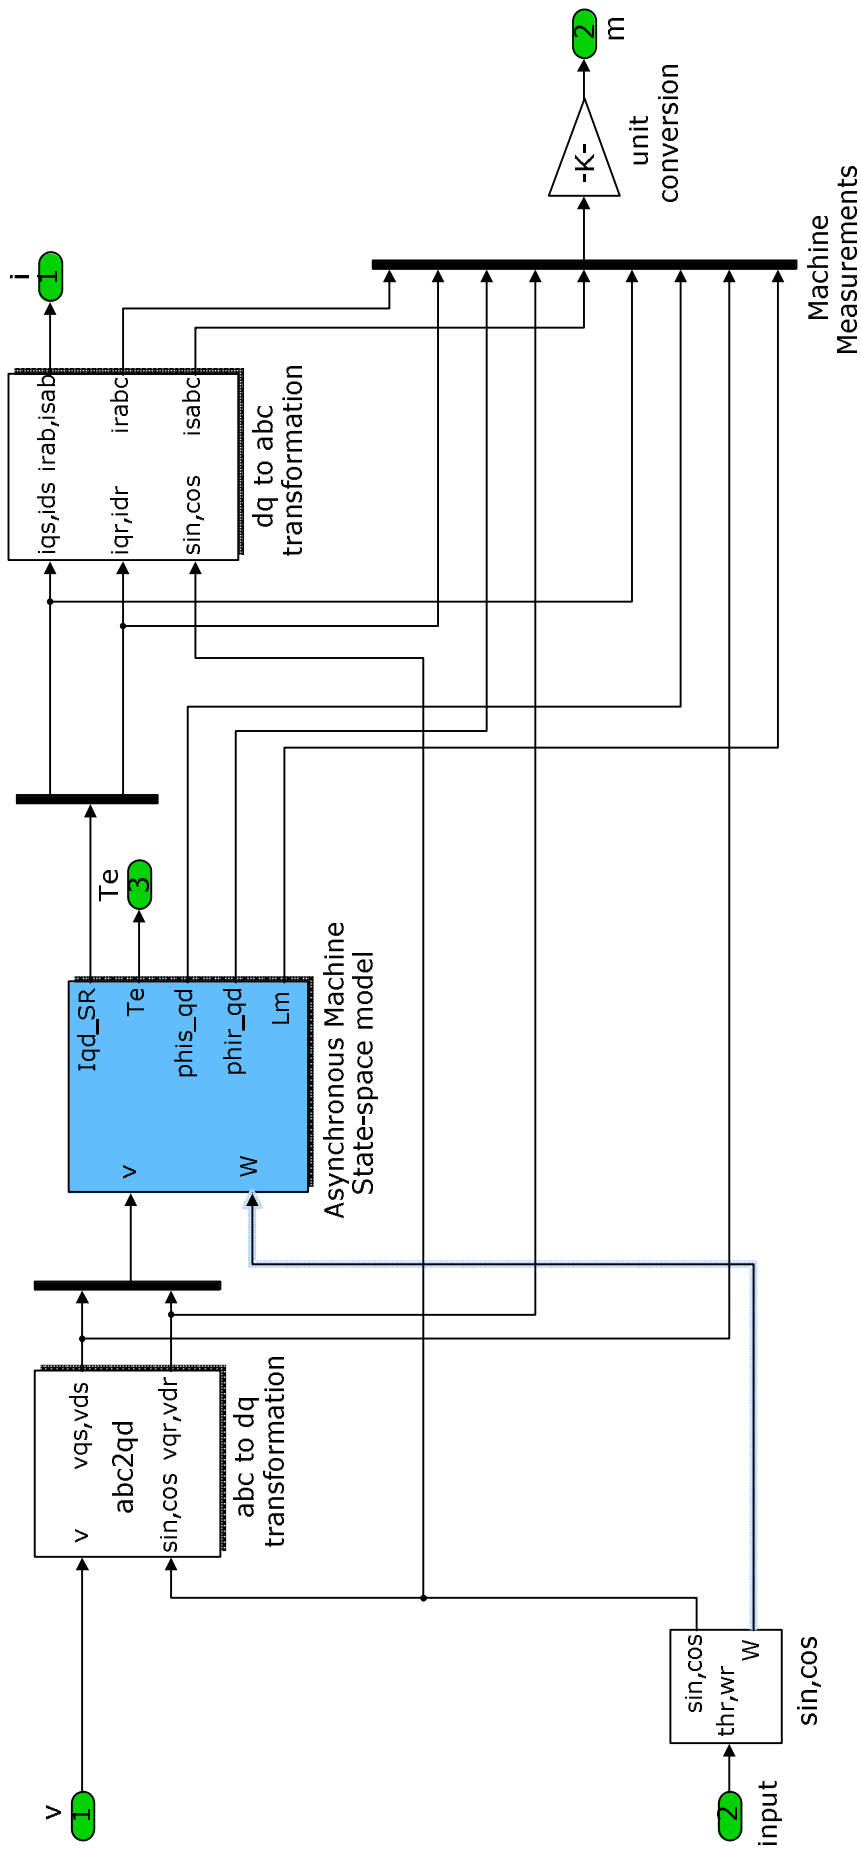 v
1
input
2
v
vqs,vds
abc2qd
sin,cos
vqr,vdr
abc to dq
transformation
sin,cos
thr,wr
W
sin,cos
v
W
Iqd_SR
Te
phis_qd
phir_qd
Lm
Asynchronous Machine
State-space model
Te
3
iqs,ids
irab,isab
iqr,idr
irabc
sin,cos
isabc
dq to abc
transformation
i
1
Machine
Measurements
-K-
unit
conversion
2
m